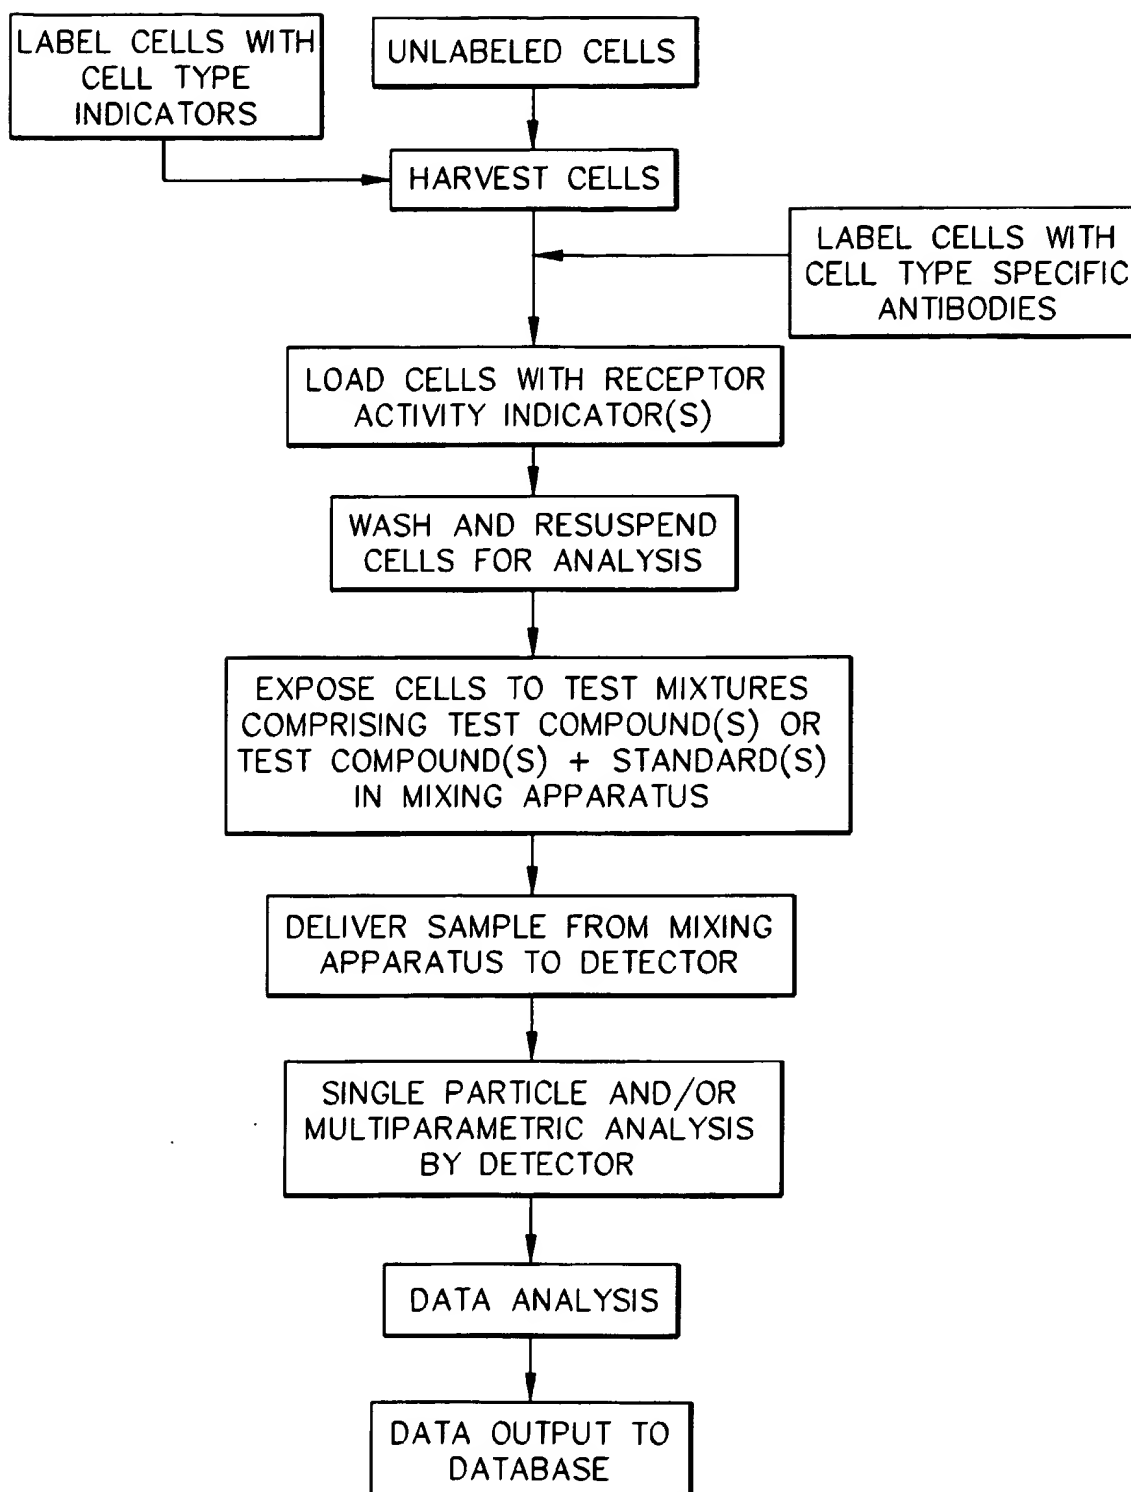 LABEL CELLS WITH
CELL TYPE
INDICATORS
UNLABELED CELLS
HARVEST CELLS
LABEL CELLS WITH
CELL TYPE SPECIFIC
ANTIBODIES
LOAD CELLS WITH RECEPTOR
ACTIVITY INDICATOR(S)
WASH AND RESUSPEND
CELLS FOR ANALYSIS
EXPOSE CELLS TO TEST MIXTURES
COMPRISING TEST COMPOUND(S) OR
TEST COMPOUND(S) + STANDARD(S)
IN MIXING APPARATUS
DELIVER SAMPLE FROM MIXING
APPARATUS TO DETECTOR
SINGLE PARTICLE AND/OR
MULTIPARAMETRIC ANALYSIS
BY DETECTOR
DATA ANALYSIS
DATA OUTPUT TO
DATABASE